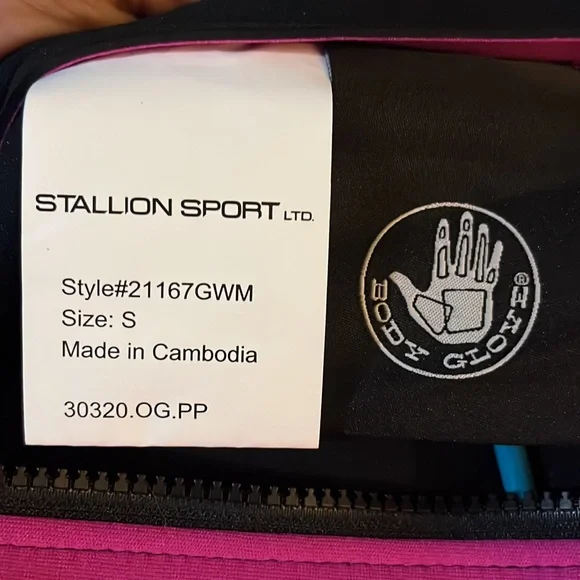 STALLION SPORT LTD.
Style#21167GWM
Size: S
Made in Cambodia
30320.OG.PP
BODY GLOVE®